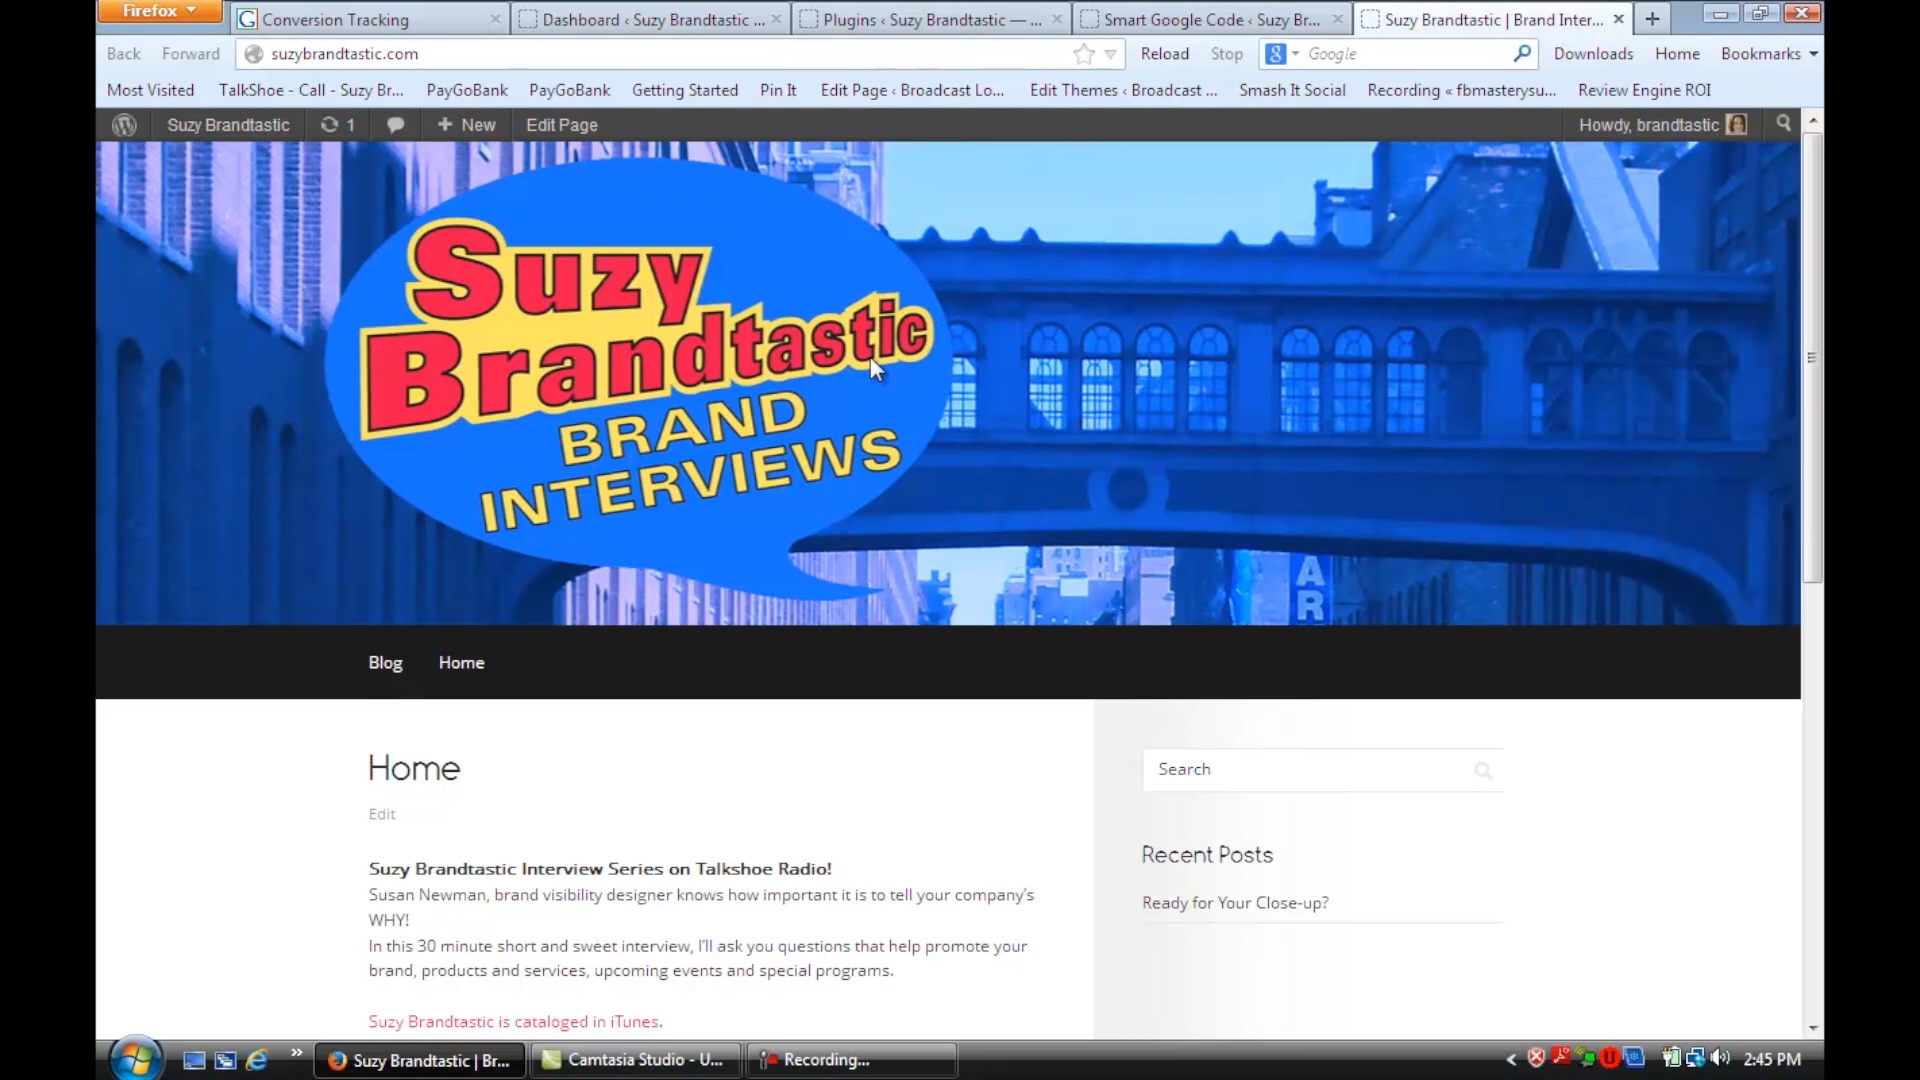 Firefox
Conversion Tracking
Dashboard ‹ Suzy Brandtastic ...
Plugins ‹ Suzy Brandtastic — ...
Smart Google Code ‹ Suzy Br...
Suzy Brandtastic | Brand Inter...
Back
Forward
suzybrandtastic.com
Reload
Stop
Google
Downloads
Home
Bookmarks
Most Visited
TalkShoe - Call - Suzy Br...
PayGoBank
PayGoBank
Getting Started
Pin It
Edit Page ‹ Broadcast Lo...
Edit Themes ‹ Broadcast ...
Smash It Social
Recording « fbmasterysu...
Review Engine ROI
Suzy Brandtastic
1
+ New
Edit Page
Howdy, brandtastic
Suzy
Brandtastic
BRAND
INTERVIEWS
AR
Blog
Home
Home
Edit
Search
Suzy Brandtastic Interview Series on Talkshoe Radio!
Susan Newman, brand visibility designer knows how important it is to tell your company's
WHY!
In this 30 minute short and sweet interview, I'll ask you questions that help promote your
brand, products and services, upcoming events and special programs.
Suzy Brandtastic is cataloged in iTunes.
Recent Posts
Ready for Your Close-up?
Suzy Brandtastic | Br...
Camtasia Studio - U...
Recording...
2:45 PM